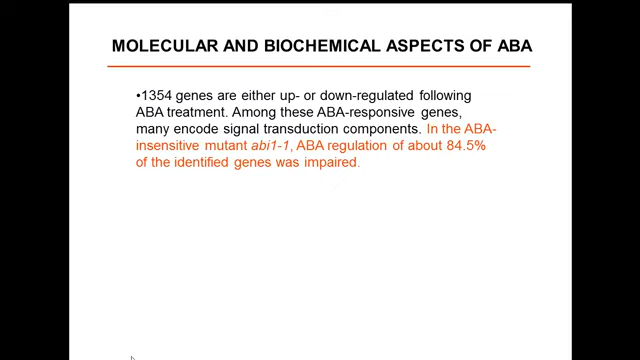 MOLECULAR AND BIOCHEMICAL ASPECTS OF ABA
•1354 genes are either up- or down-regulated following
ABA treatment. Among these ABA-responsive genes,
many encode signal transduction components. In the ABA-
insensitive mutant abi1-1, ABA regulation of about 84.5%
of the identified genes was impaired.